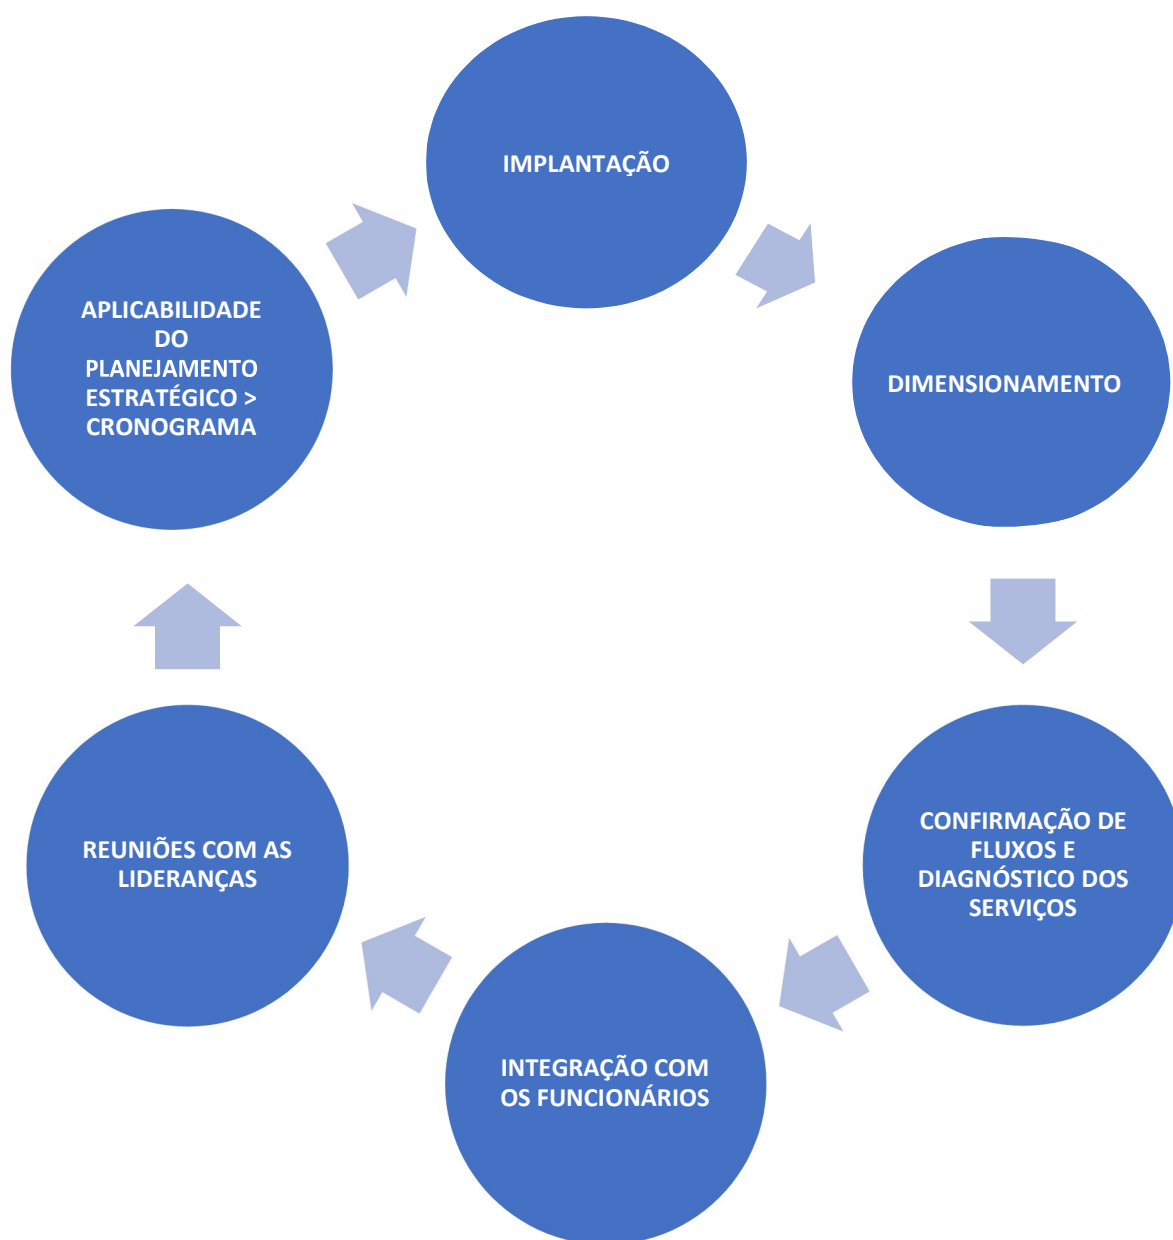 IMPLANTAÇÃO
DIMENSIONAMENTO
CONFIRMAÇÃO DE
FLUXOS E
DIAGNÓSTICO DOS
SERVIÇOS
INTEGRAÇÃO COM
OS FUNCIONÁRIOS
REUNIÕES COM AS
LIDERANÇAS
APLICABILIDADE
DO
PLANEJAMENTO
ESTRATÉGICO >
CRONOGRAMA